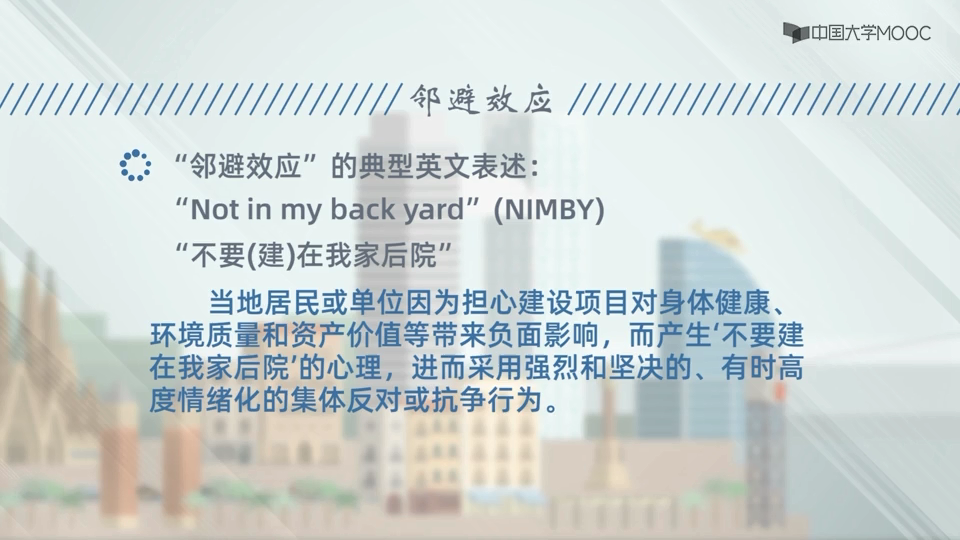 中国大学MOOC
邻避效应
“邻避效应” 的典型英文表述：
“Not in my back yard” (NIMBY)
“不要(建)在我家后院”
当地居民或单位因为担心建设项目对身体健康、
环境质量和资产价值等带来负面影响，而产生‘不要建
在我家后院’的心理，进而采用强烈和坚决的、有时高
度情绪化的集体反对或抗争行为。